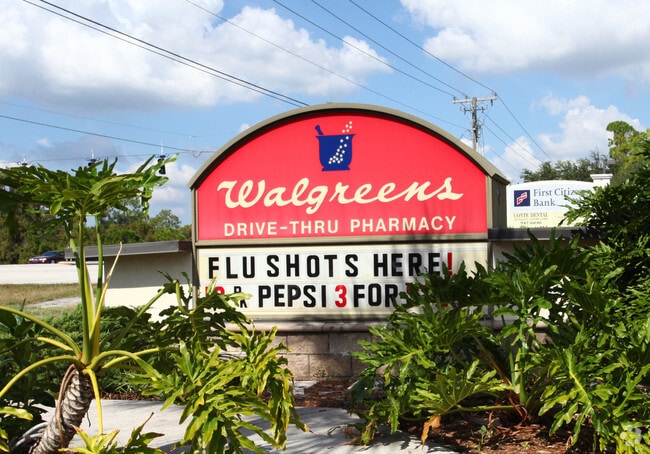 Walgreens
DRIVE-THRU PHARMACY
FLU SHOTS HERE!
PEPSI 3 FOR
First Citizens
Bank